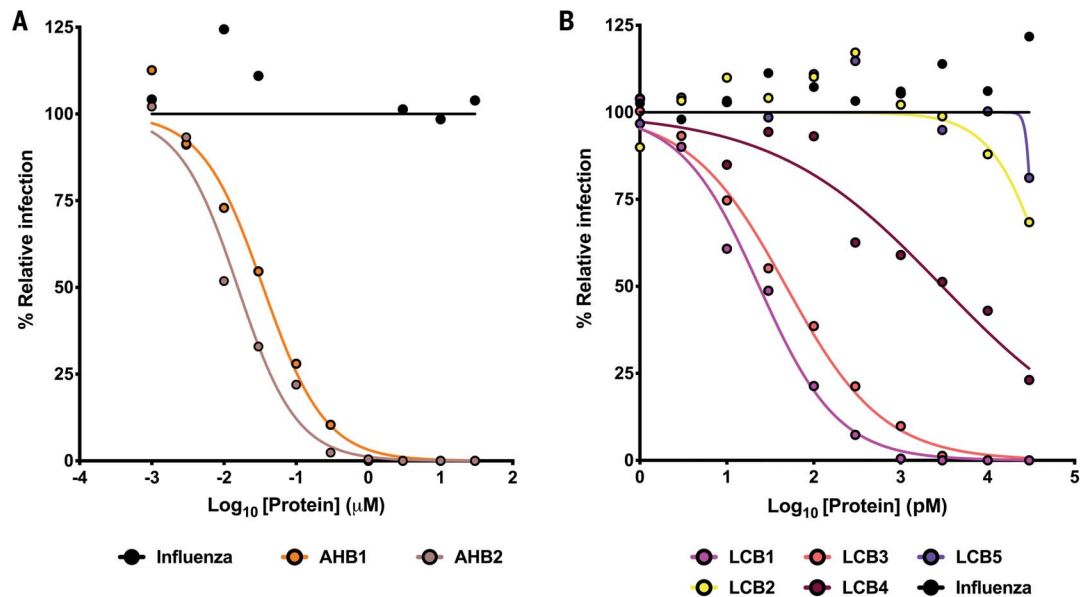 A
B
% Relative infection
125
100
75
50
25
0
-4
-3
-2
-1
0
1
2
Log10 [Protein] (μM)
Influenza
AHB1
AHB2
% Relative infection
125
100
75
50
25
0
0
1
2
3
4
5
Log10 [Protein] (pM)
LCB1
LCB3
LCB5
LCB2
LCB4
Influenza